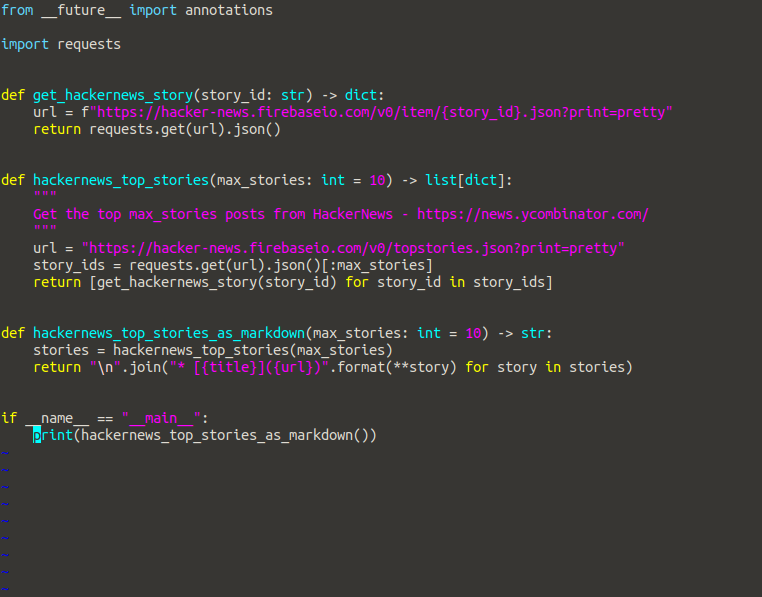 from __future__ import annotations

import requests


def get_hackernews_story(story_id: str) -> dict:
    url = f"https://hacker-news.firebaseio.com/v0/item/{story_id}.json?print=pretty"
    return requests.get(url).json()


def hackernews_top_stories(max_stories: int = 10) -> list[dict]:
    """
    Get the top max_stories posts from HackerNews - https://news.ycombinator.com/
    """
    url = "https://hacker-news.firebaseio.com/v0/topstories.json?print=pretty"
    story_ids = requests.get(url).json()[:max_stories]
    return [get_hackernews_story(story_id) for story_id in story_ids]


def hackernews_top_stories_as_markdown(max_stories: int = 10) -> str:
    stories = hackernews_top_stories(max_stories)
    return "\n".join("* [{title}]({url})".format(**story) for story in stories)


if __name__ == "__main__":
    print(hackernews_top_stories_as_markdown())
~
~
~
~
~
~
~
~
~